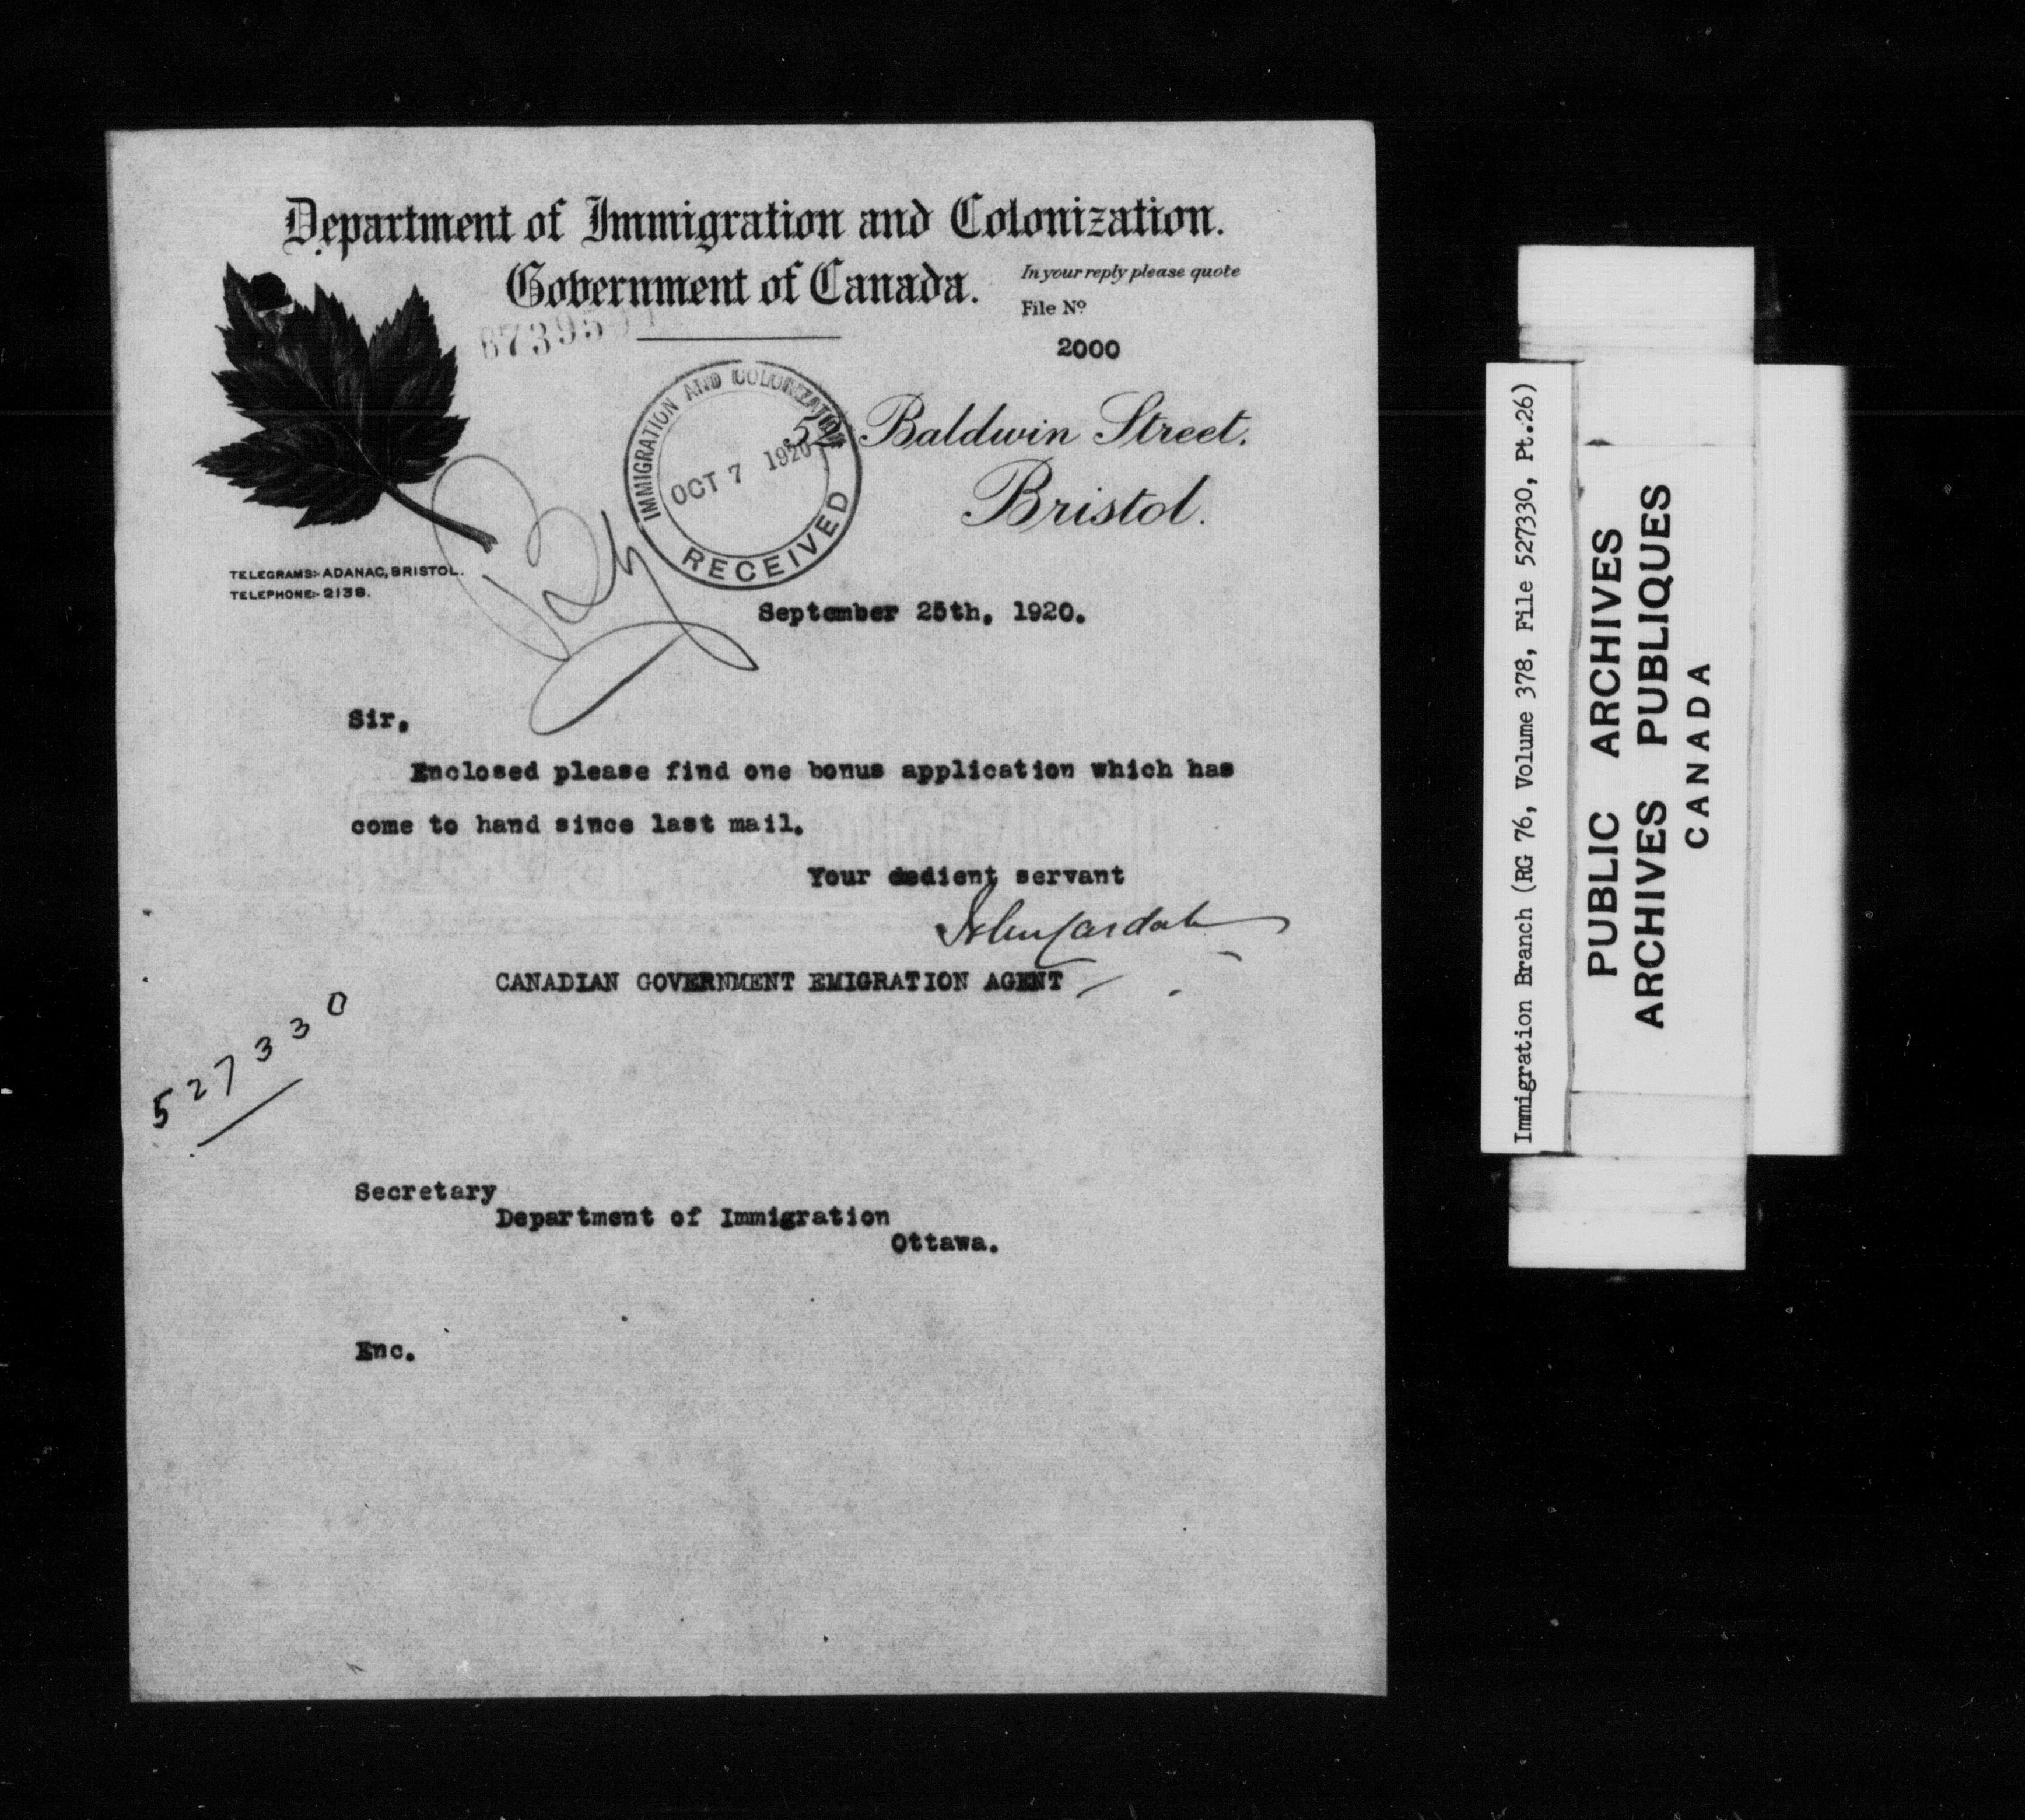 Department of Immigration and Colonization.
Government of Canada.
In your reply please quote
File No
2000
67395
IMMIGRATION AND COLONIZATION
OCT 7 1920
RECEIVED
52 Baldwin Street.
Bristol.
TELEGRAMS:- ADANAC, BRISTOL.
TELEPHONE:- 2138.
September 25th, 1920.
Sir,
Enclosed please find one bonus application which has
come to hand since last mail.
Your dedient servant
CANADIAN GOVERNMENT EMIGRATION AGENT
527330
Secretary
Department of Immigration
Ottawa.
Enc.
Immigration Branch (RG 76, Volume 378, File 527330, Pt.26)
PUBLIC ARCHIVES
ARCHIVES PUBLIQUES
CANADA